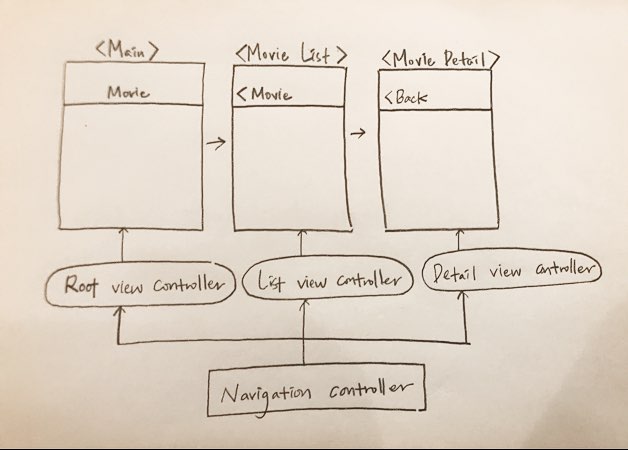 <Main>
<Movie List>
<Movie Detail>
Movie
<Movie
<Back
Root view controller
List view controller
Detail view controller
Navigation controller